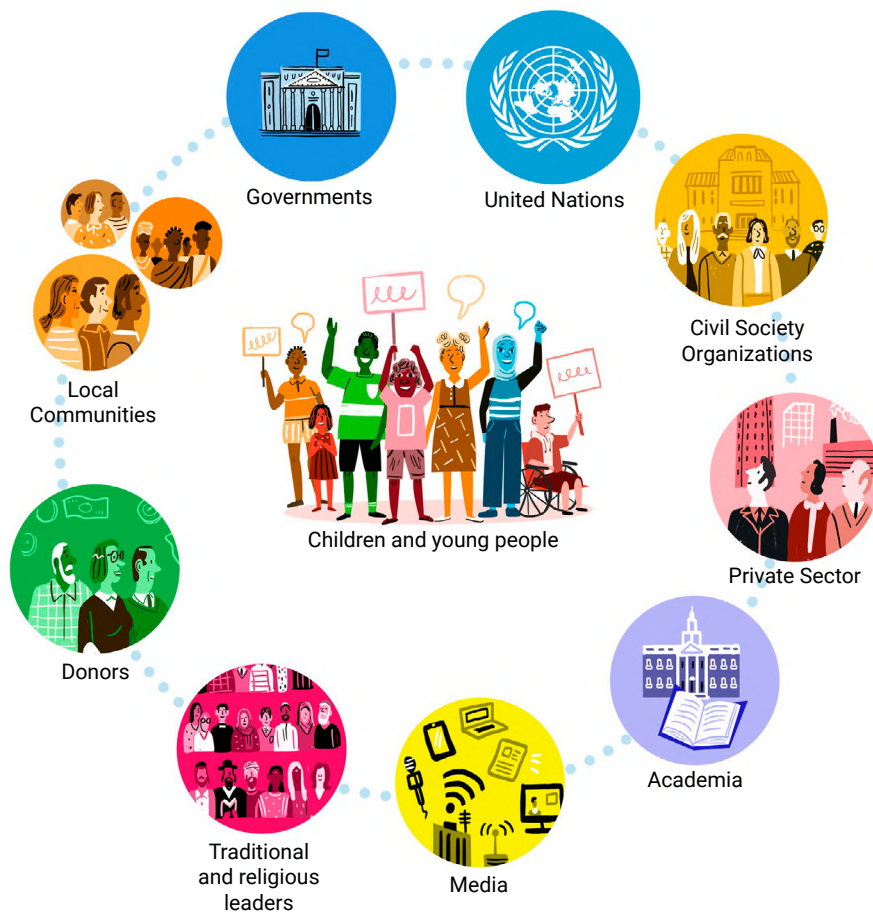 Governments
United Nations
Civil Society
Organizations
Local
Communities
Children and young people
Private Sector
Donors
Academia
Traditional
and religious
leaders
Media